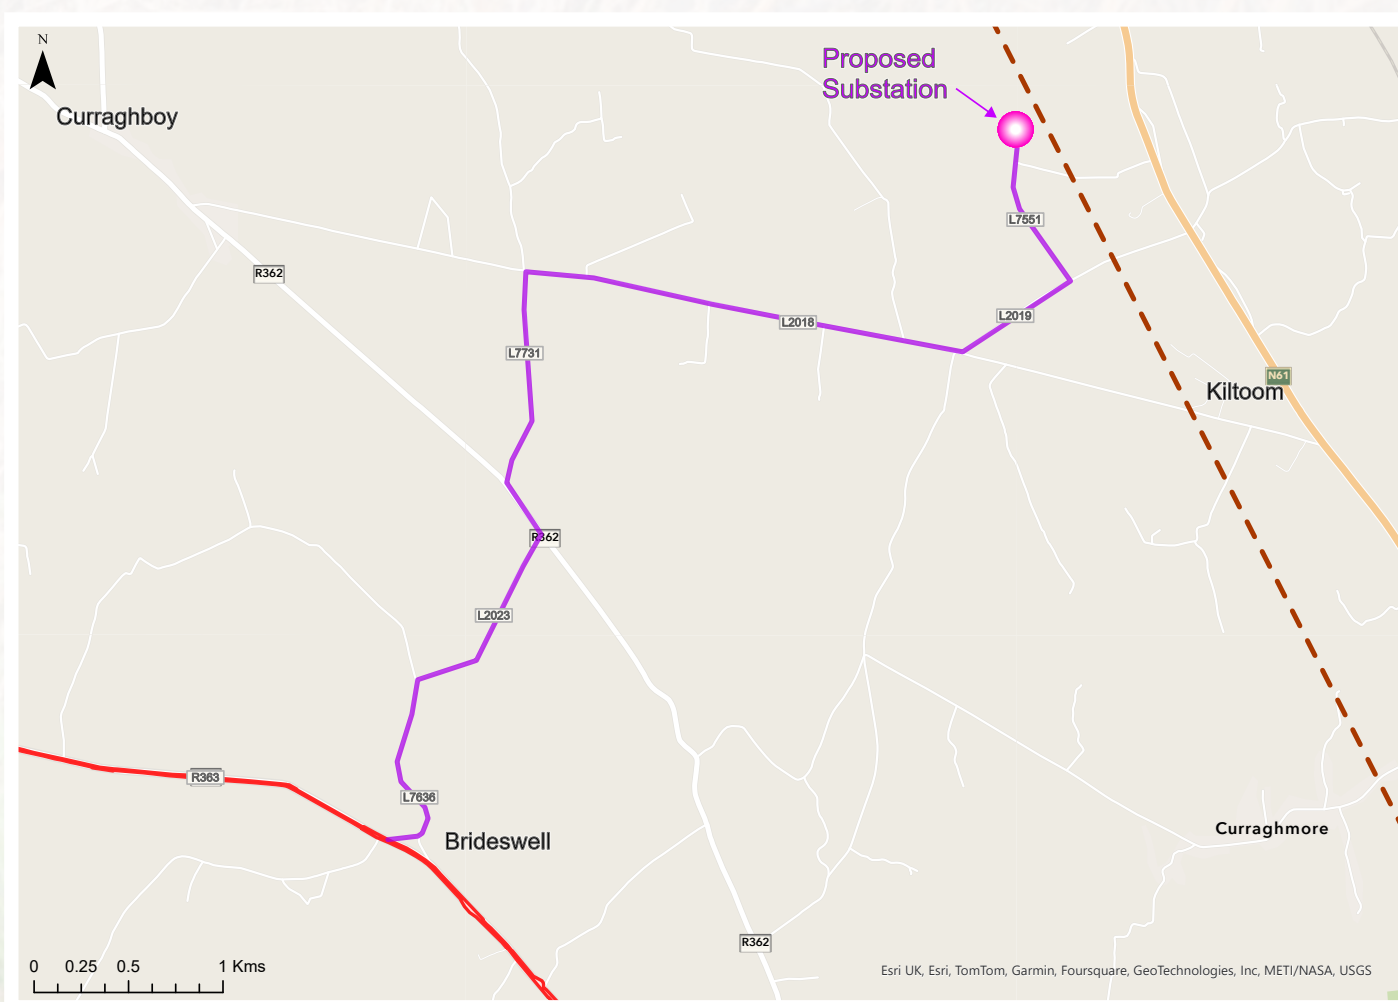 N
Proposed
Substation
Curraghboy
L7551
R362
L2019
L2018
L7731
N61
Kiltoom
R362
L2023
R363
L7636
Curraghmore
Brideswell
R362
0 0.25 0.5 1 Kms
Esri UK, Esri, TomTom, Garmin, Foursquare, GeoTechnologies, Inc, METI/NASA, USGS